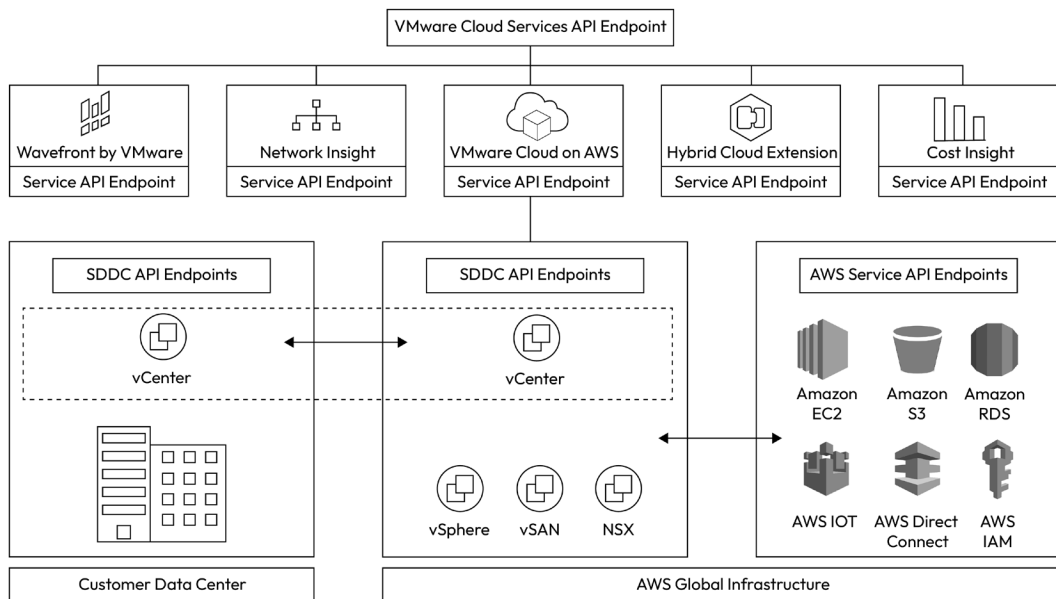 VMware Cloud Services API Endpoint
Wavefront by VMware
Service API Endpoint
Network Insight
Service API Endpoint
VMware Cloud on AWS
Service API Endpoint
Hybrid Cloud Extension
Service API Endpoint
Cost Insight
Service API Endpoint
SDDC API Endpoints
vCenter
SDDC API Endpoints
vCenter
vSphere
vSAN
NSX
AWS Service API Endpoints
Amazon
EC2
Amazon
S3
Amazon
RDS
AWS IOT
AWS Direct
Connect
AWS
IAM
Customer Data Center
AWS Global Infrastructure